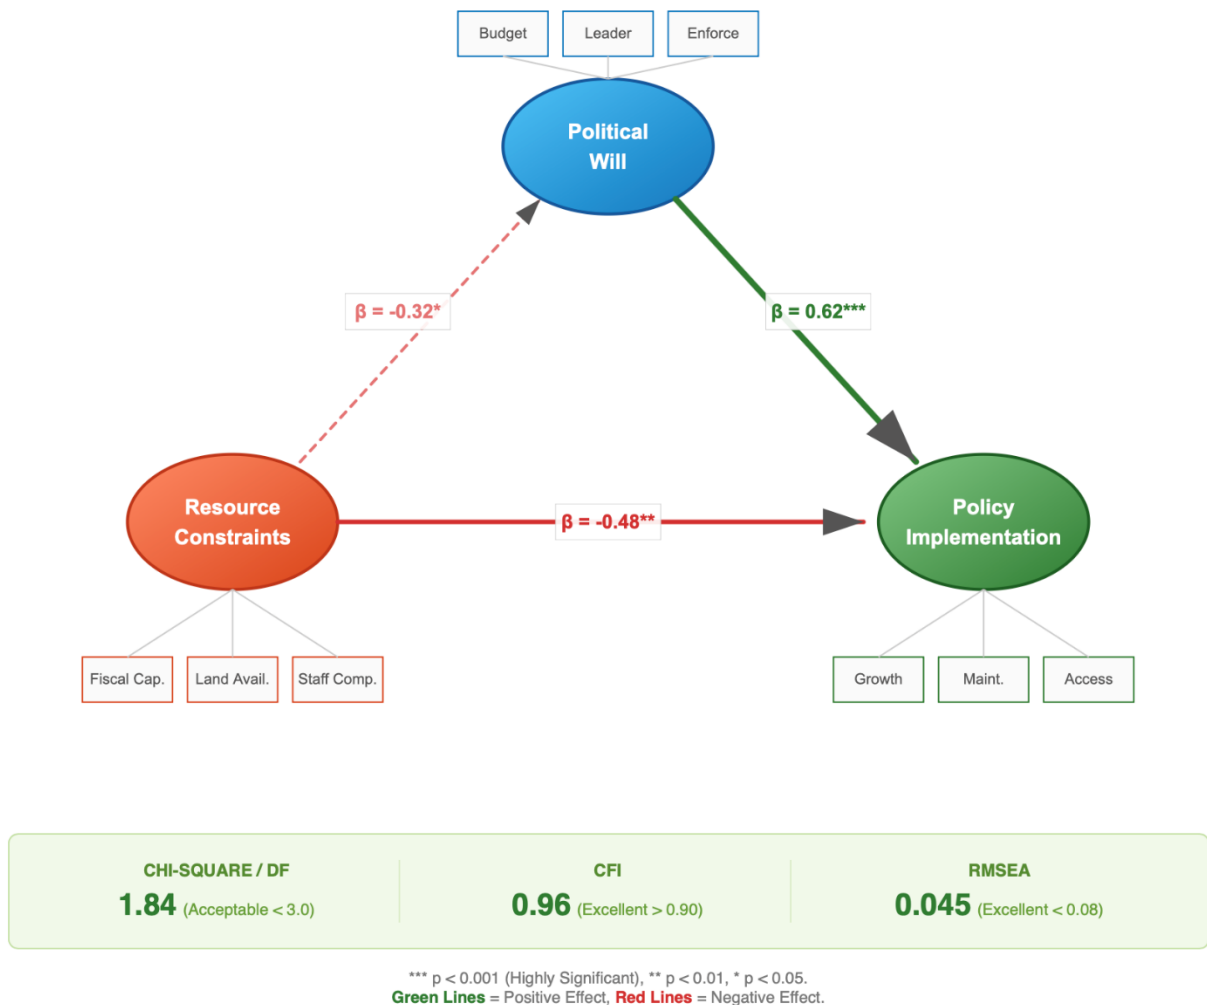 Budget
Leader
Enforce
Political
Will
β = -0.32*
β = 0.62***
Resource
Constraints
β = -0.48**
Policy
Implementation
Fiscal Cap.
Land Avail.
Staff Comp.
Growth
Maint.
Access
CHI-SQUARE / DF
1.84 (Acceptable < 3.0)
CFI
0.96 (Excellent > 0.90)
RMSEA
0.045 (Excellent < 0.08)
*** p < 0.001 (Highly Significant), ** p < 0.01, * p < 0.05.
Green Lines = Positive Effect, Red Lines = Negative Effect.